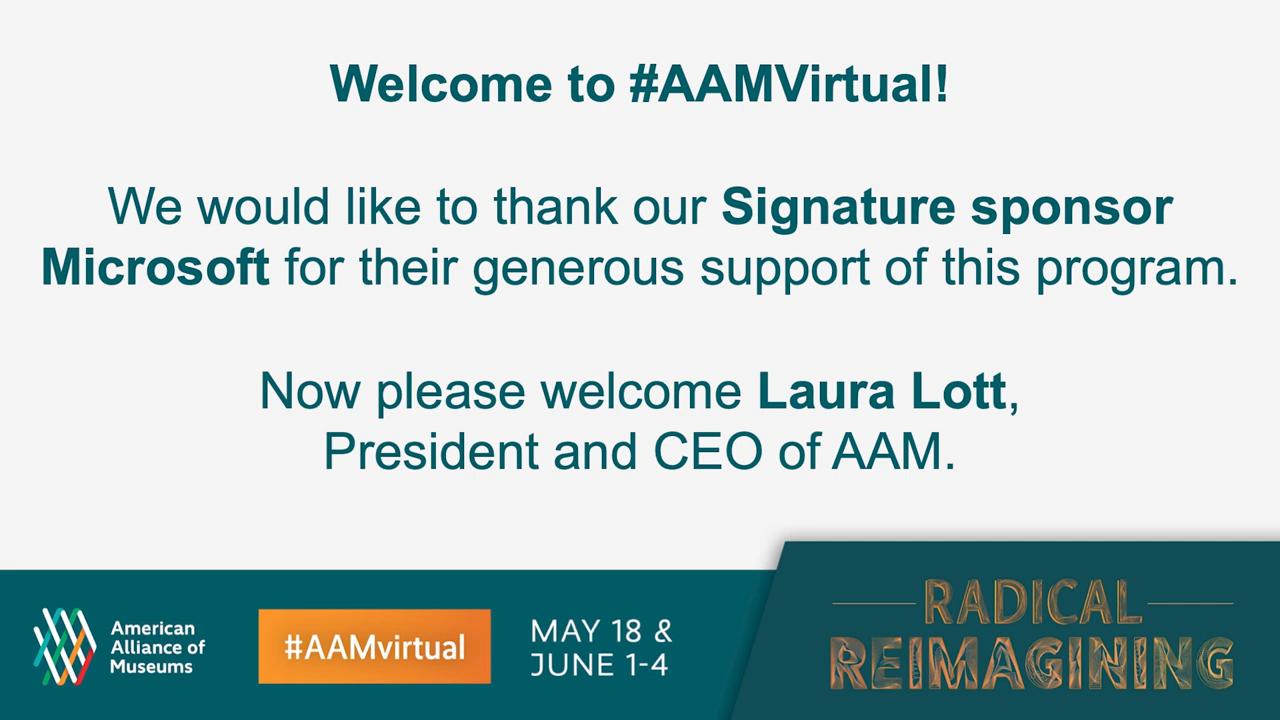 Welcome to #AAMVirtual!
We would like to thank our Signature sponsor
Microsoft for their generous support of this program.
Now please welcome Laura Lott,
President and CEO of AAM.
American
Alliance of
Museums
#AAMvirtual
MAY 18 &
JUNE 1-4
RADICAL
REIMAGINING